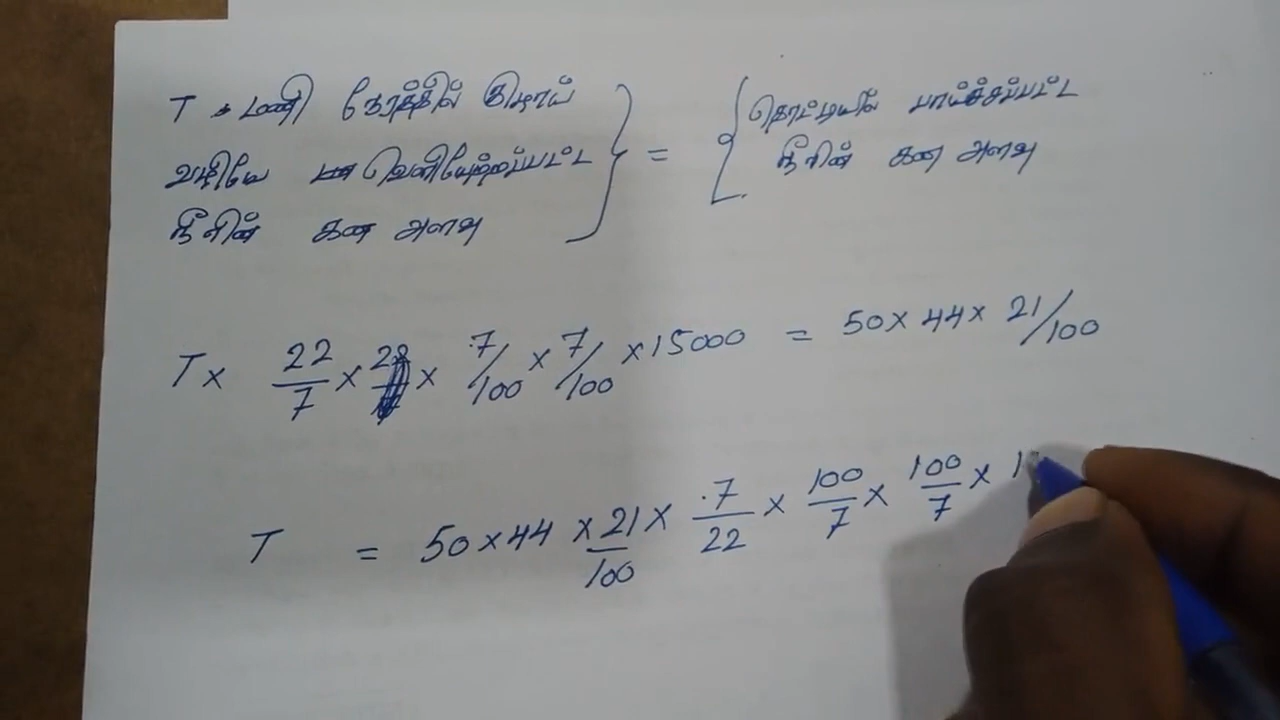 T மணி நேரத்தில் குழாய்
வழியே வெளியேற்றப்பட்ட
நீரின் கன அளவு
=
தொட்டியில் பாய்ச்சப்பட்ட
நீரின் கன அளவு
T × 22/7 × × 7/100 × 7/100 × 15000 = 50 × 44 × 21/100
T = 50 × 44 × 21/100 × 7/22 × 100/7 × 100/7 × 1